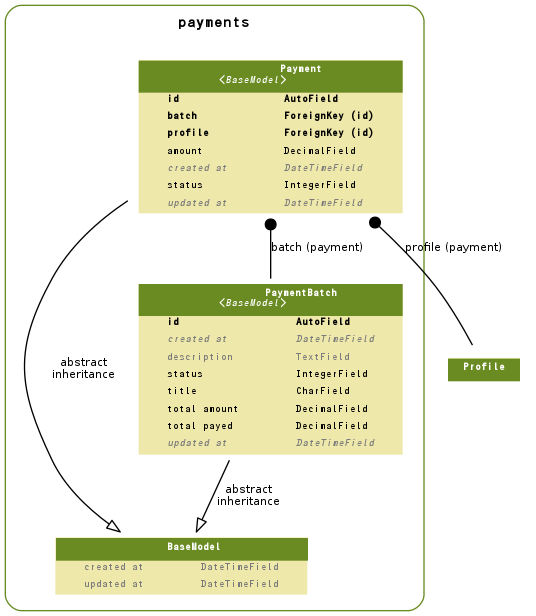 payments
Payment
<BaseModel>
id AutoField
batch ForeignKey (id)
profile ForeignKey (id)
amount DecimalField
created at DateTimeField
status IntegerField
updated at DateTimeField
batch (payment)
profile (payment)
PaymentBatch
<BaseModel>
id AutoField
created at DateTimeField
description TextField
status IntegerField
title CharField
total amount DecimalField
total payed DecimalField
updated at DateTimeField
Profile
abstract
inheritance
abstract
inheritance
BaseModel
created at DateTimeField
updated at DateTimeField